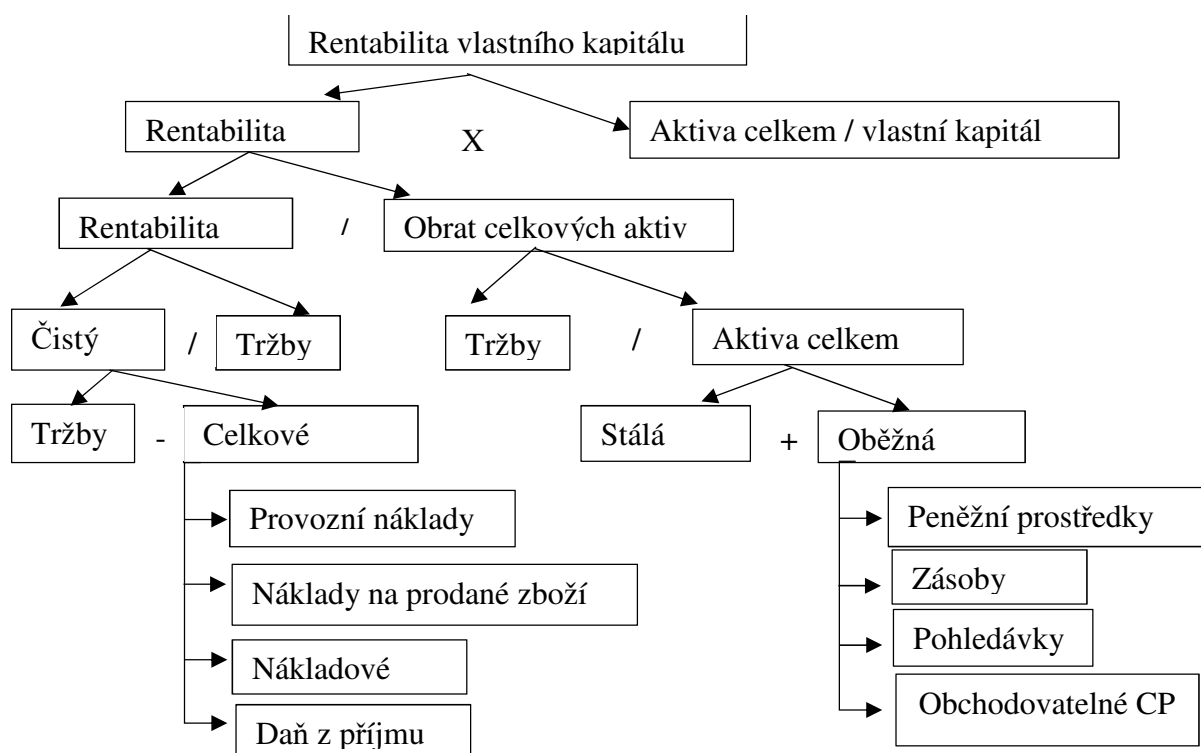 Rentabilita vlastního kapitálu
Rentabilita X Aktiva celkem / vlastní kapitál
Rentabilita / Obrat celkových aktiv
Čistý / Tržby Tržby / Aktiva celkem
Tržby - Celkové Stálá + Oběžná
Provozní náklady Peněžní prostředky
Náklady na prodané zboží Zásoby
Nákladové Pohledávky
Daň z příjmu Obchodovatelné CP